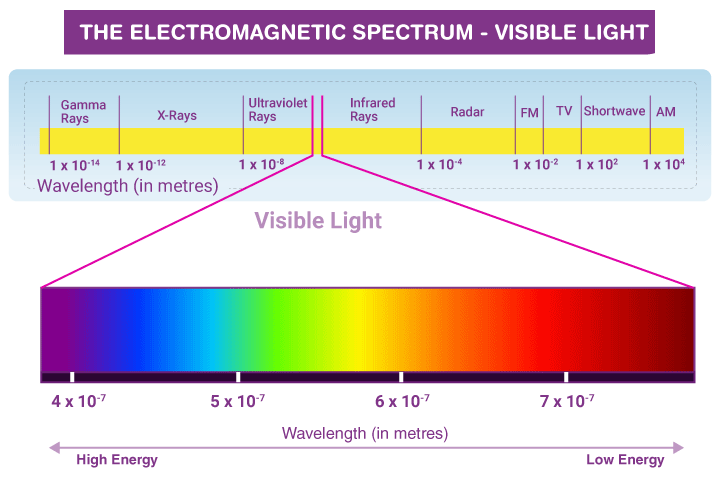 THE ELECTROMAGNETIC SPECTRUM - VISIBLE LIGHT
Gamma Rays
X-Rays
Ultraviolet Rays
Infrared Rays
Radar
FM
TV
Shortwave
AM
1 x 10⁻¹⁴
1 x 10⁻¹²
1 x 10⁻⁸
1 x 10⁻⁴
1 x 10⁻²
1 x 10²
1 x 10⁴
Wavelength (in metres)
Visible Light
4 x 10⁻⁷
5 x 10⁻⁷
6 x 10⁻⁷
7 x 10⁻⁷
Wavelength (in metres)
High Energy
Low Energy